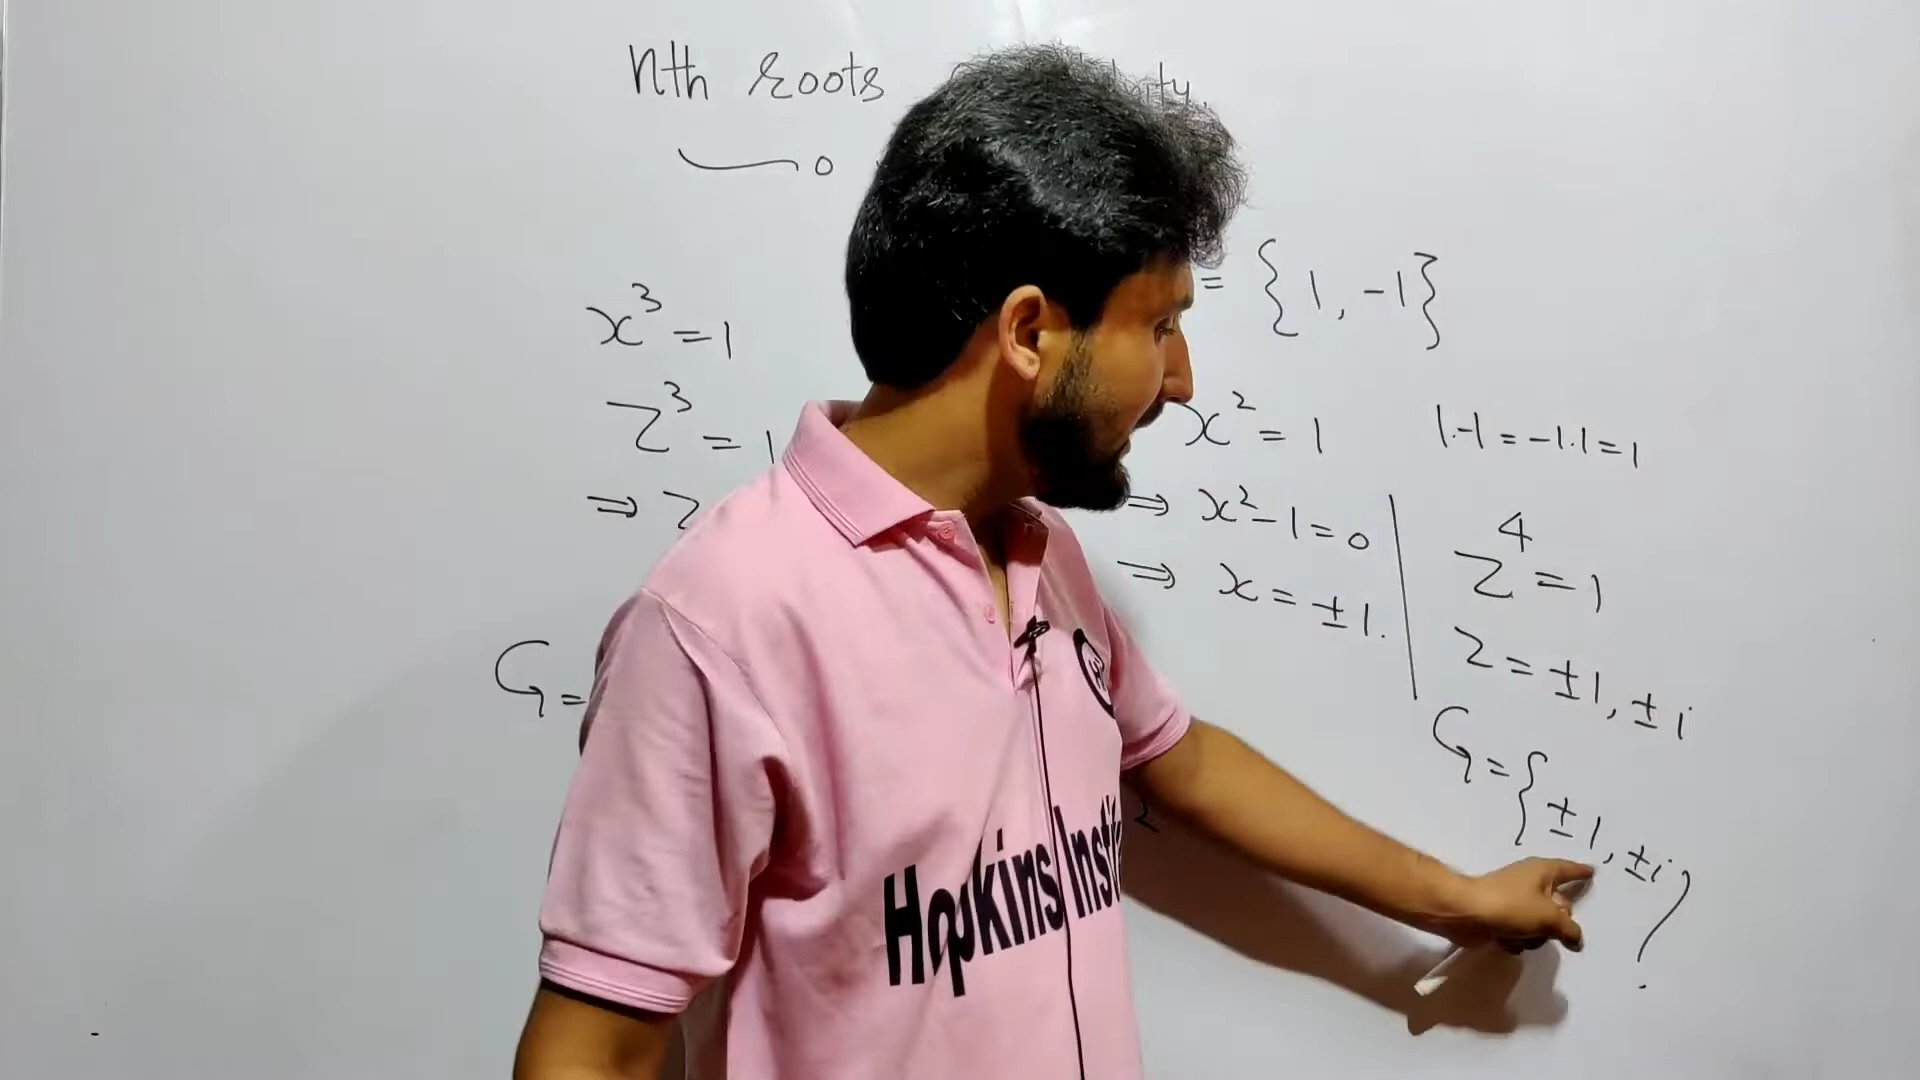 nth roots
x³ = 1
z³ = 1
⇒ z
G =
= {1, -1}
x² = 1
⇒ x² - 1 = 0
⇒ x = ±1.
1.-1 = -1.1 = 1
z⁴ = 1
z = ±1, ±i
G = {±1, ±i}
2
Hopkins Insti